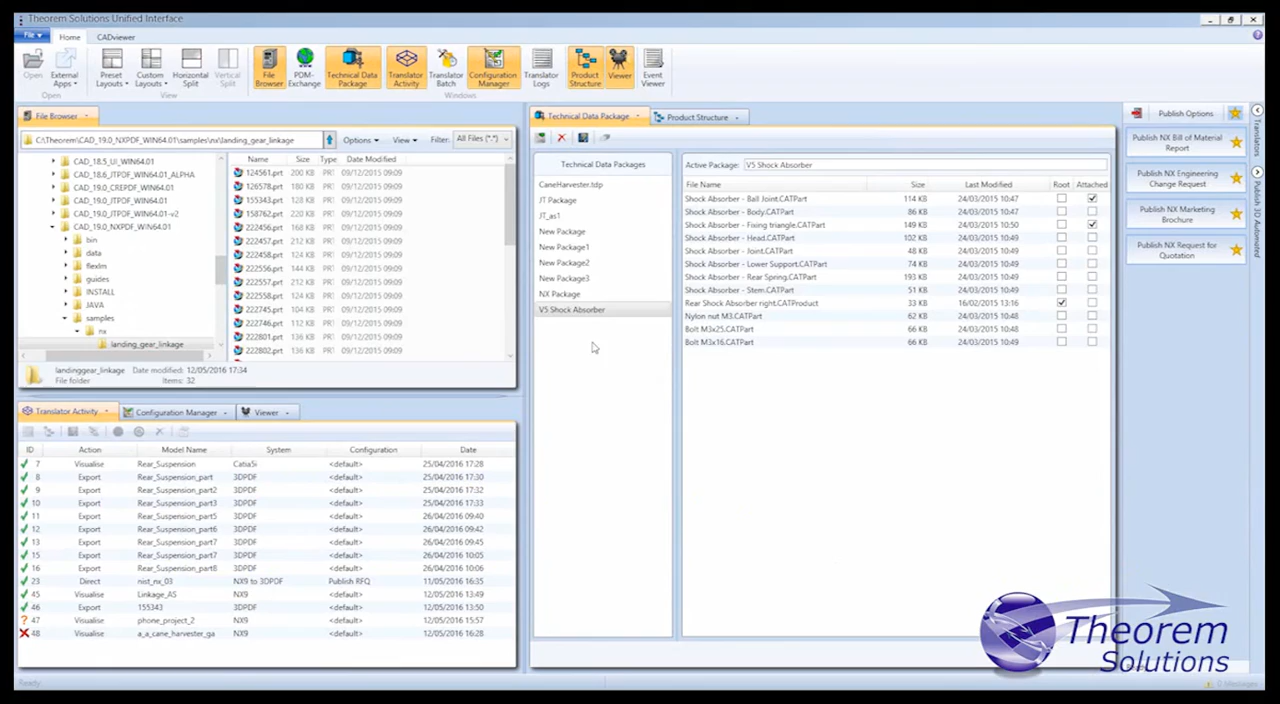 Theorem Solutions Unified Interface
File Home CADviewer
Open External Apps Preset Layouts Custom Layouts Horizontal Split Vertical Split File Browser PDM-Exchange Technical Data Package Translator Activity Translator Batch Configuration Manager Translator Logs Product Structure Viewer Event Viewer
Open View Windows
File Browser
C:\Theorem\CAD_19.0_NXPDF_WIN64.01\samples\nx\landing_gear_linkage Options View Filter: All Files (*.*)
CAD_18.5_UI_WIN64.01
CAD_18.6_JTPDF_WIN64.01_ALPHA
CAD_19.0_CREPDF_WIN64.01
CAD_19.0_JTPDF_WIN64.01
CAD_19.0_JTPDF_WIN64.01-v2
CAD_19.0_NXPDF_WIN64.01
bin
data
flexlm
guides
INSTALL
JAVA
samples
nx
landing_gear_linkage
Name Size Type Date Modified
124561.prt 200 KB PRT 09/12/2015 09:09
126578.prt 180 KB PRT 09/12/2015 09:09
155343.prt 172 KB PRT 09/12/2015 09:09
158762.prt 220 KB PRT 09/12/2015 09:09
222456.prt 168 KB PRT 09/12/2015 09:09
222457.prt 212 KB PRT 09/12/2015 09:09
222458.prt 124 KB PRT 09/12/2015 09:09
222556.prt 144 KB PRT 09/12/2015 09:09
222557.prt 212 KB PRT 09/12/2015 09:09
222558.prt 124 KB PRT 09/12/2015 09:09
222745.prt 104 KB PRT 09/12/2015 09:09
222746.prt 112 KB PRT 09/12/2015 09:09
222801.prt 136 KB PRT 09/12/2015 09:09
222802.prt 136 KB PRT 09/12/2015 09:09
landinggear_linkage Date modified: 12/05/2016 17:34
File folder Items: 32
Translator Activity Configuration Manager Viewer
ID Action Model Name System Configuration Date
7 Visualise Rear_Suspension Catia5i <default> 25/04/2016 17:28
8 Export Rear_Suspension_part 3DPDF <default> 25/04/2016 17:30
9 Export Rear_Suspension_part2 3DPDF <default> 25/04/2016 17:32
10 Export Rear_Suspension_part3 3DPDF <default> 25/04/2016 17:33
11 Export Rear_Suspension_part5 3DPDF <default> 26/04/2016 09:40
12 Export Rear_Suspension_part6 3DPDF <default> 26/04/2016 09:42
13 Export Rear_Suspension_part7 3DPDF <default> 26/04/2016 09:45
15 Export Rear_Suspension_part7 3DPDF <default> 26/04/2016 10:05
16 Export Rear_Suspension_part8 3DPDF <default> 26/04/2016 10:06
23 Direct nist_nx_03 NX9 to 3DPDF Publish RFQ 11/05/2016 16:35
45 Visualise Linkage_AS NX9 <default> 12/05/2016 13:49
46 Export 155343 3DPDF <default> 12/05/2016 13:50
47 Visualise phone_project_2 NX9 <default> 12/05/2016 15:57
48 Visualise a_a_cane_harvester_ga NX9 <default> 12/05/2016 16:28
Ready
Technical Data Package Product Structure
Technical Data Packages
CaneHarvester.tdp
JT Package
JT_as1
New Package
New Package1
New Package2
New Package3
NX Package
V5 Shock Absorber
Active Package: V5 Shock Absorber
File Name Size Last Modified Root Attached
Shock Absorber - Ball Joint.CATPart 114 KB 24/03/2015 10:47
Shock Absorber - Body.CATPart 86 KB 24/03/2015 10:47
Shock Absorber - Fixing triangle.CATPart 149 KB 24/03/2015 10:50
Shock Absorber - Head.CATPart 102 KB 24/03/2015 10:49
Shock Absorber - Joint.CATPart 48 KB 24/03/2015 10:49
Shock Absorber - Lower Support.CATPart 74 KB 24/03/2015 10:49
Shock Absorber - Rear Spring.CATPart 193 KB 24/03/2015 10:49
Shock Absorber - Stem.CATPart 51 KB 24/03/2015 10:49
Rear Shock Absorber right.CATProduct 33 KB 16/02/2015 13:16
Nylon nut M3.CATPart 62 KB 24/03/2015 10:48
Bolt M3x25.CATPart 66 KB 24/03/2015 10:48
Bolt M3x16.CATPart 66 KB 24/03/2015 10:49
Publish Options
Publish NX Bill of Material Report
Publish NX Engineering Change Request
Publish NX Marketing Brochure
Publish NX Request for Quotation
Translators
Publish 3D Automated
Theorem
Solutions
0 Messages